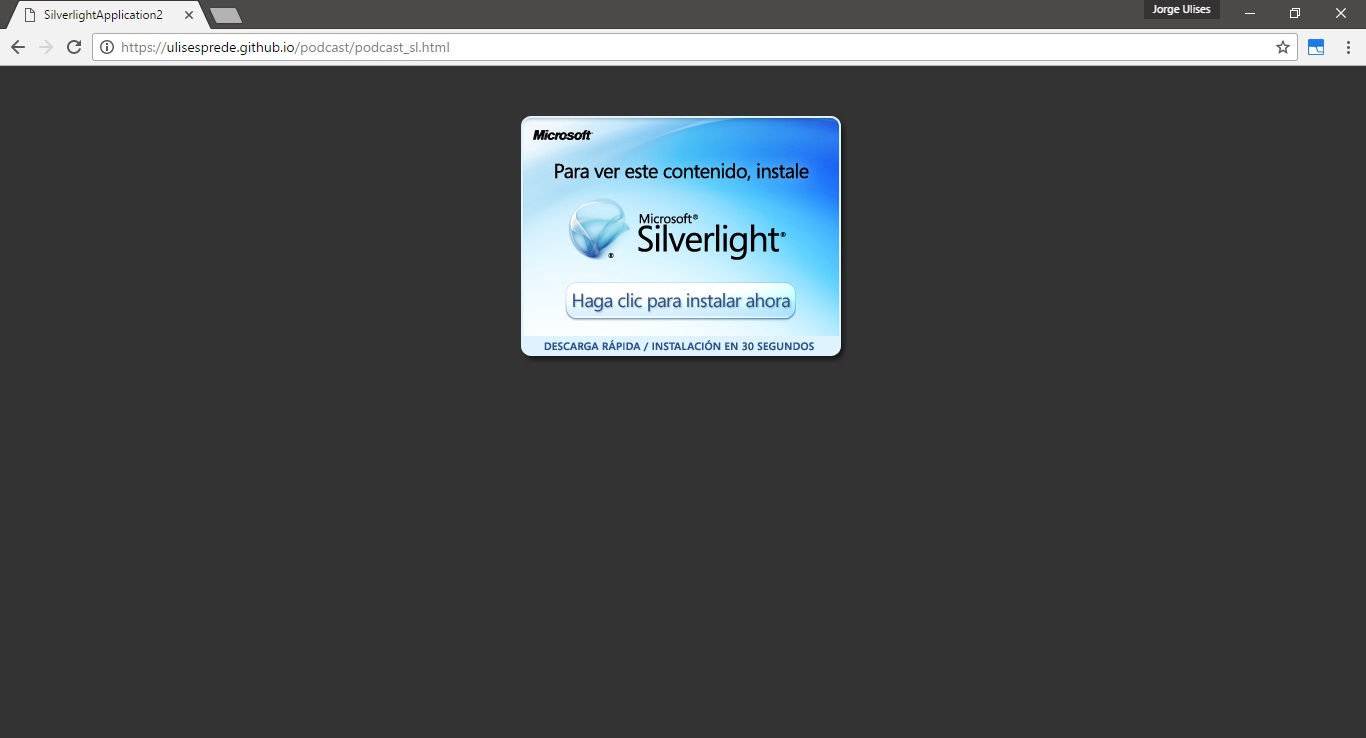 SilverlightApplication2
Jorge Ulises
https://ulisesprede.github.io/podcast/podcast_sl.html
Microsoft
Para ver este contenido, instale
Microsoft®
Silverlight®
®
Haga clic para instalar ahora
DESCARGA RÁPIDA / INSTALACIÓN EN 30 SEGUNDOS